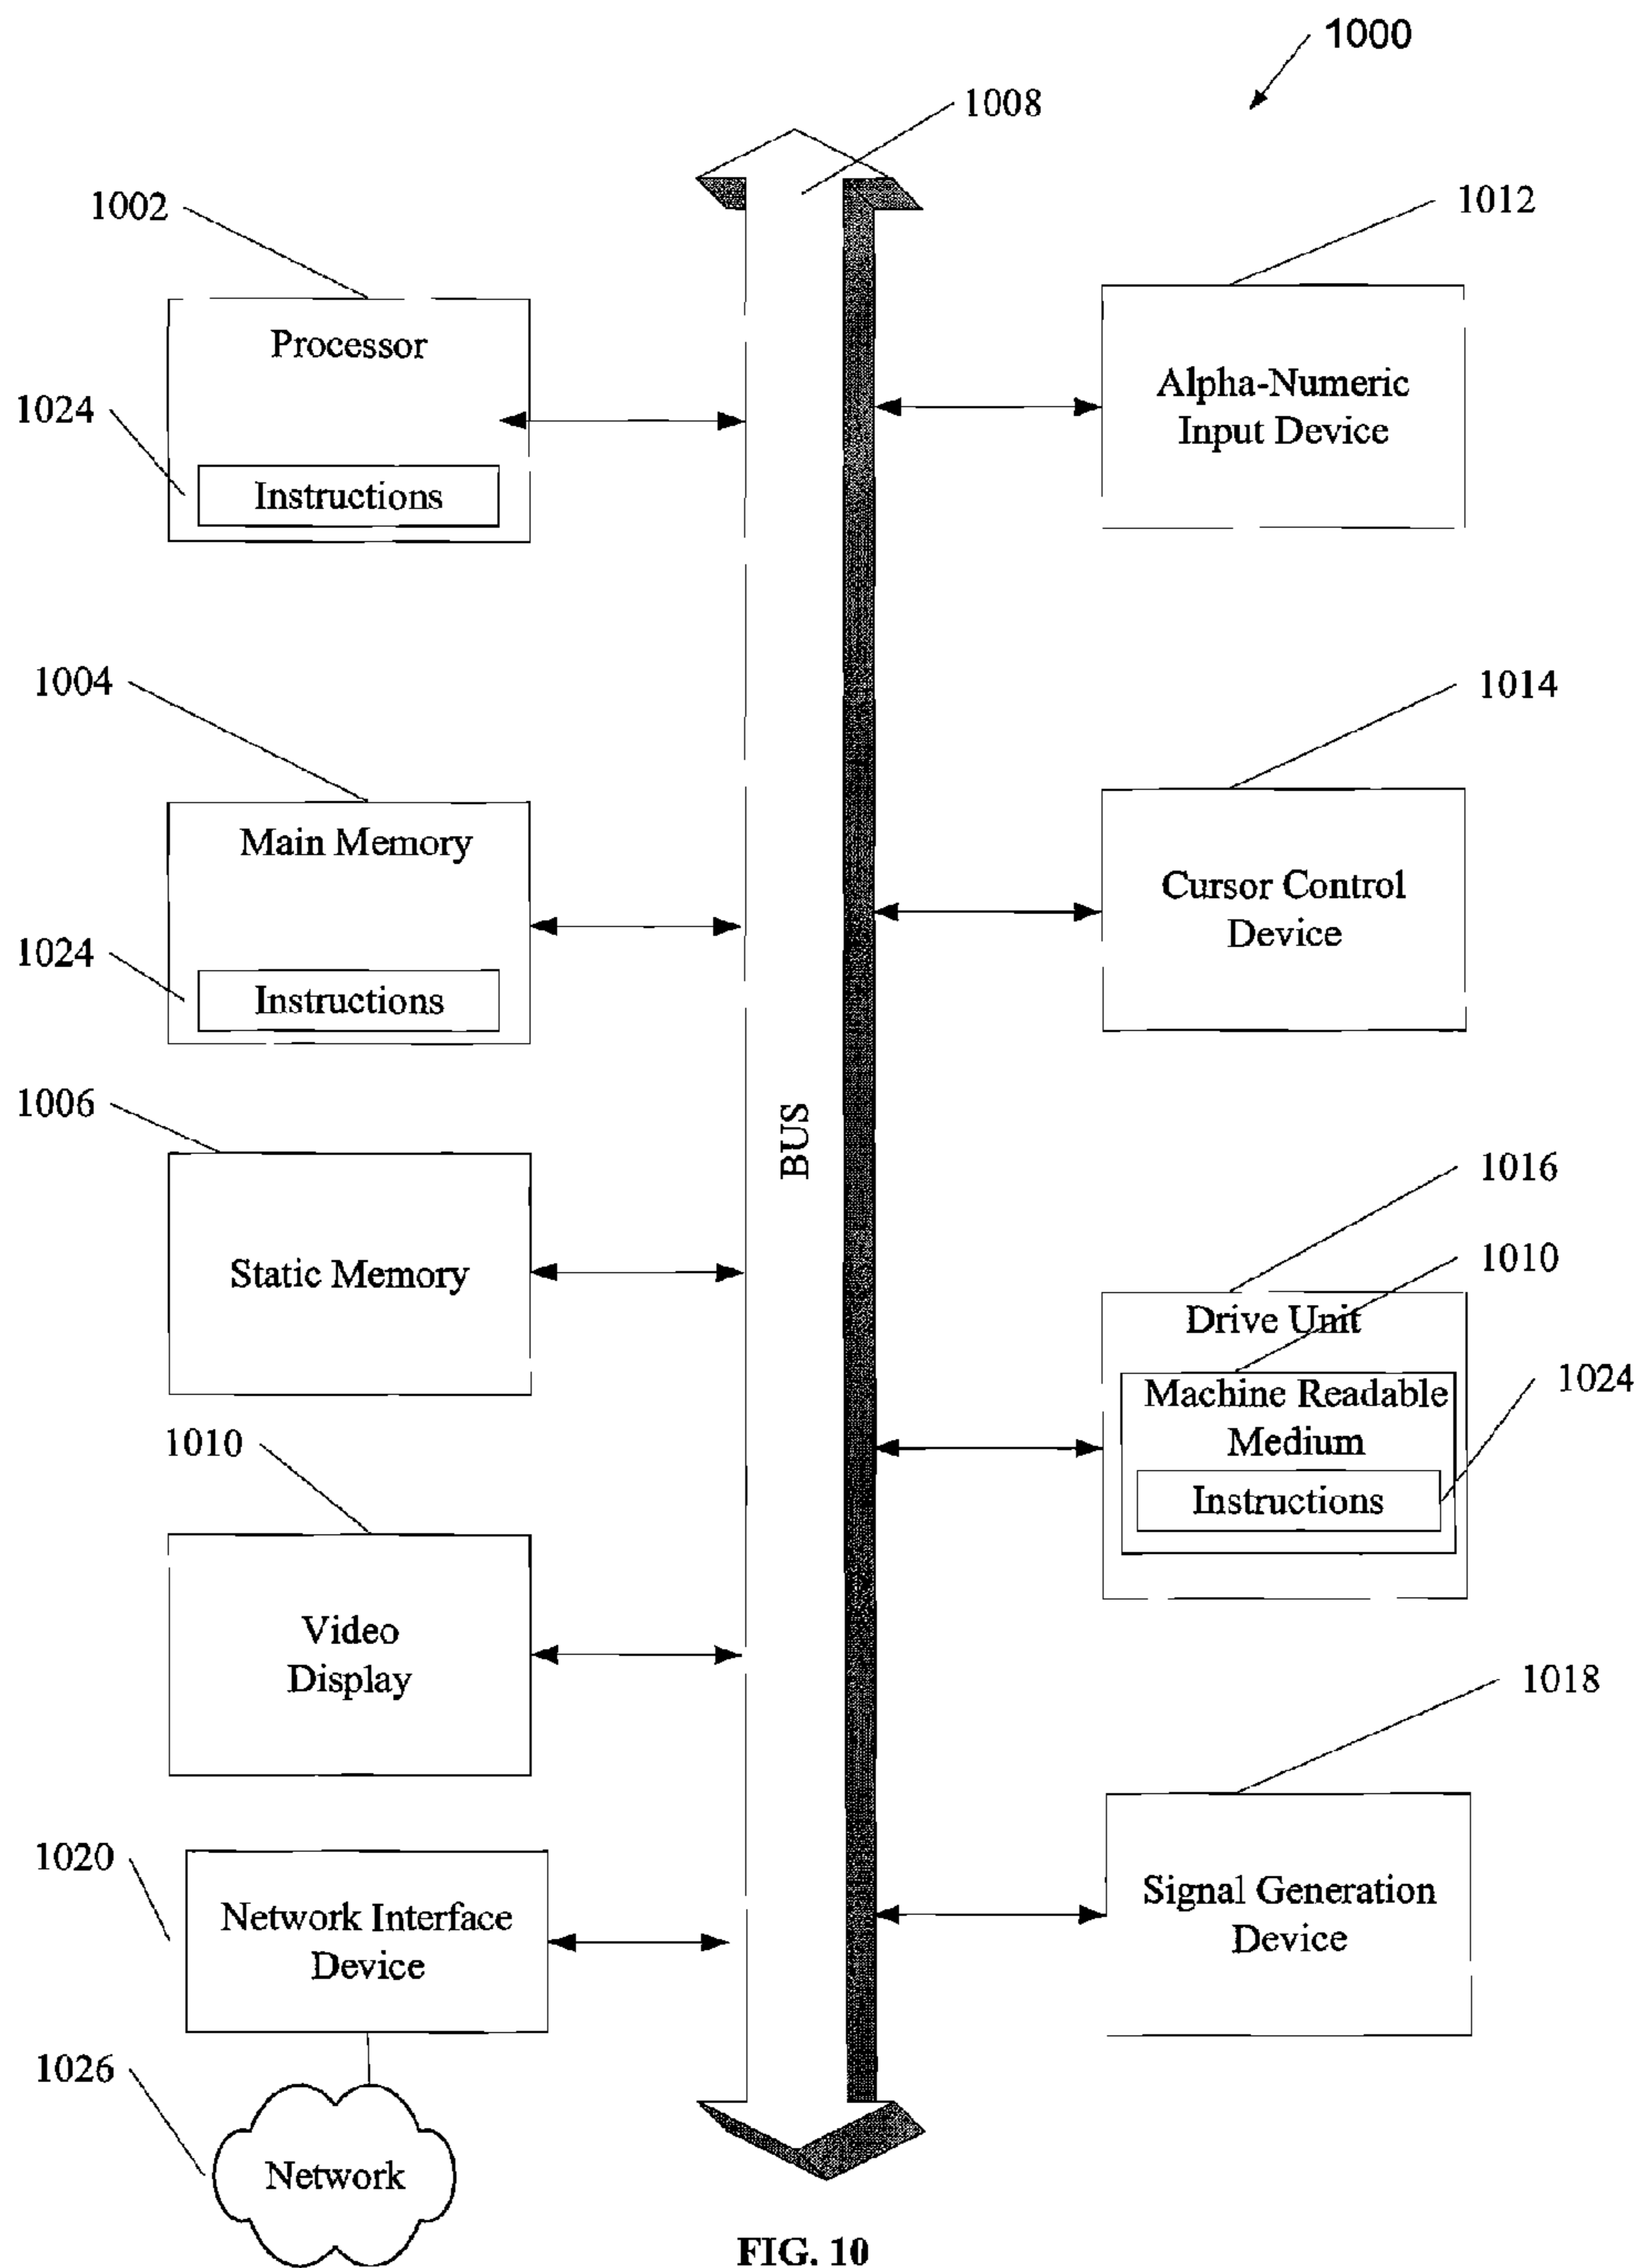 1000
1008
1002
1012
Processor
Alpha-Numeric
Input Device
1024
Instructions
1004
1014
Main Memory
Cursor Control
Device
1024
Instructions
1006
BUS
1016
1010
Static Memory
Drive Unit
Machine Readable
Medium
1024
Instructions
1010
Video
Display
1018
1020
Network Interface
Device
Signal Generation
Device
1026
Network
FIG. 10